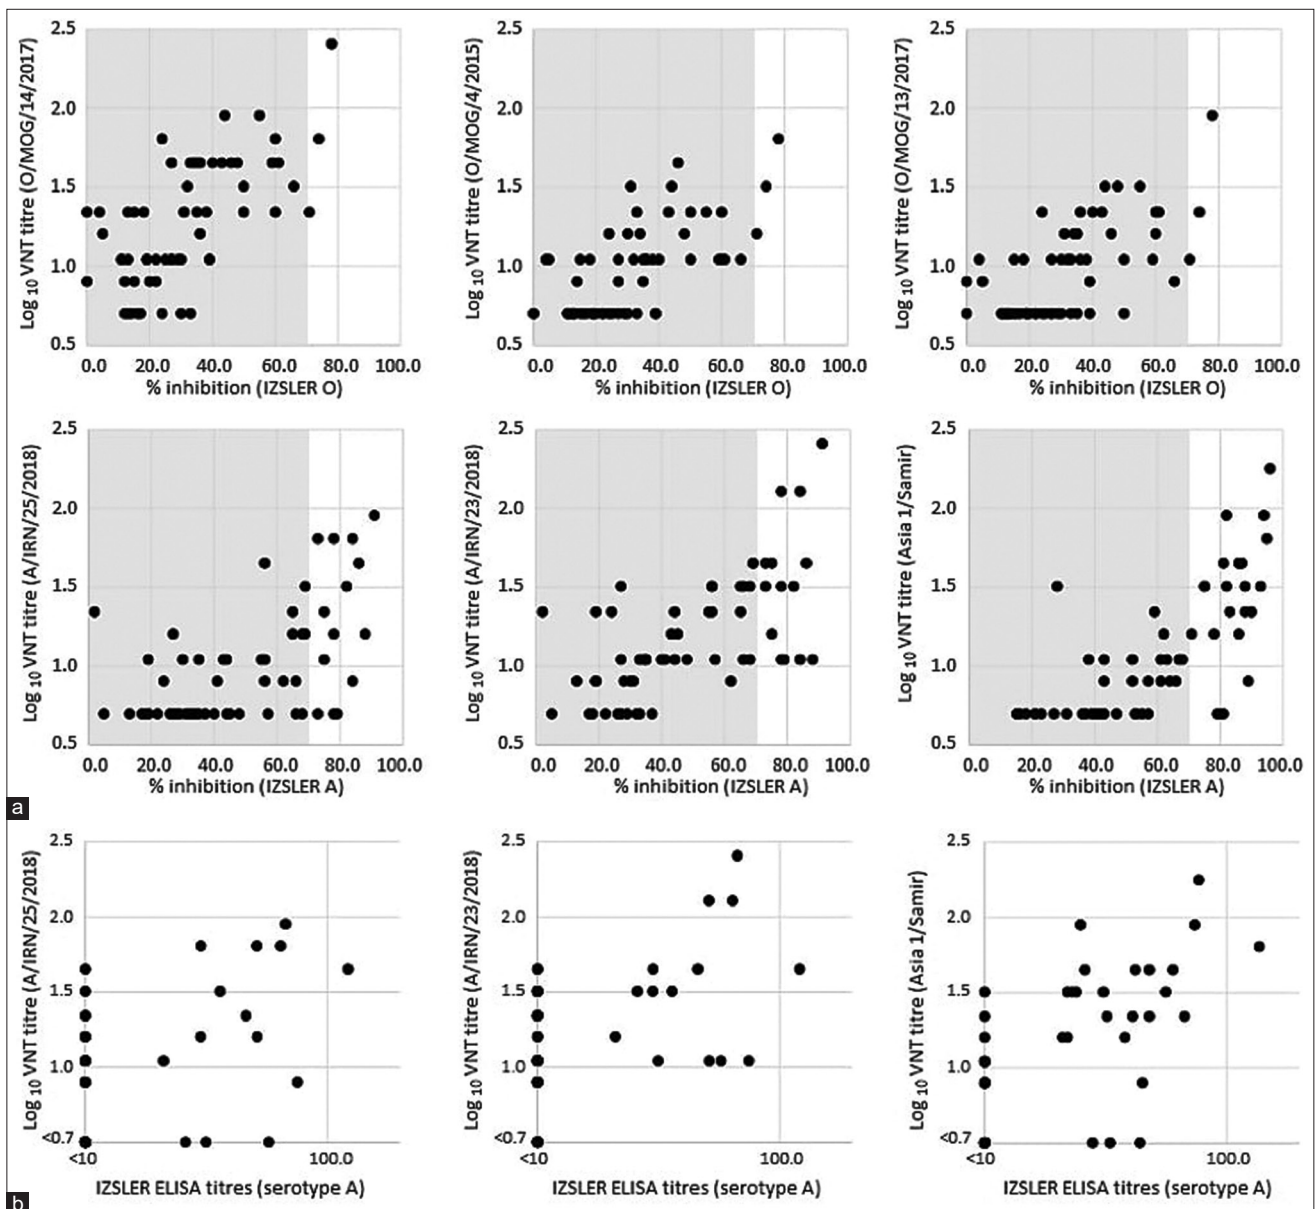 2.5 2.5 2.5
2.0 2.0 2.0
1.5 1.5 1.5
1.0 1.0 1.0
0.5 0.5 0.5
Log 10 VNT titre (O/MOG/14/2017)
Log 10 VNT titre (O/MOG/4/2015)
Log 10 VNT titre (O/MOG/13/2017)
0.0 20.0 40.0 60.0 80.0 100.0 0.0 20.0 40.0 60.0 80.0 100.0 0.0 20.0 40.0 60.0 80.0 100.0
% inhibition (IZSLER O) % inhibition (IZSLER O) % inhibition (IZSLER O)
2.5 2.5 2.5
2.0 2.0 2.0
1.5 1.5 1.5
1.0 1.0 1.0
0.5 0.5 0.5
Log 10 VNT titre (A/IRN/25/2018)
Log 10 VNT titre (A/IRN/23/2018)
Log 10 VNT titre (Asia 1/Samir)
0.0 20.0 40.0 60.0 80.0 100.0 0.0 20.0 40.0 60.0 80.0 100.0 20.0 40.0 60.0 80.0 100.0
% inhibition (IZSLER A) % inhibition (IZSLER A) % inhibition (IZSLER A)
a
2.5 2.5 2.5
2.0 2.0 2.0
1.5 1.5 1.5
1.0 1.0 1.0
<0.7 <0.7 <0.7
Log 10 VNT titre (A/IRN/25/2018)
Log 10 VNT titre (A/IRN/23/2018)
Log 10 VNT titre (Asia 1/Samir)
<10 100.0 <10 100.0 <10 100.0
IZSLER ELISA titres (serotype A) IZSLER ELISA titres (serotype A) IZSLER ELISA titres (serotype A)
b